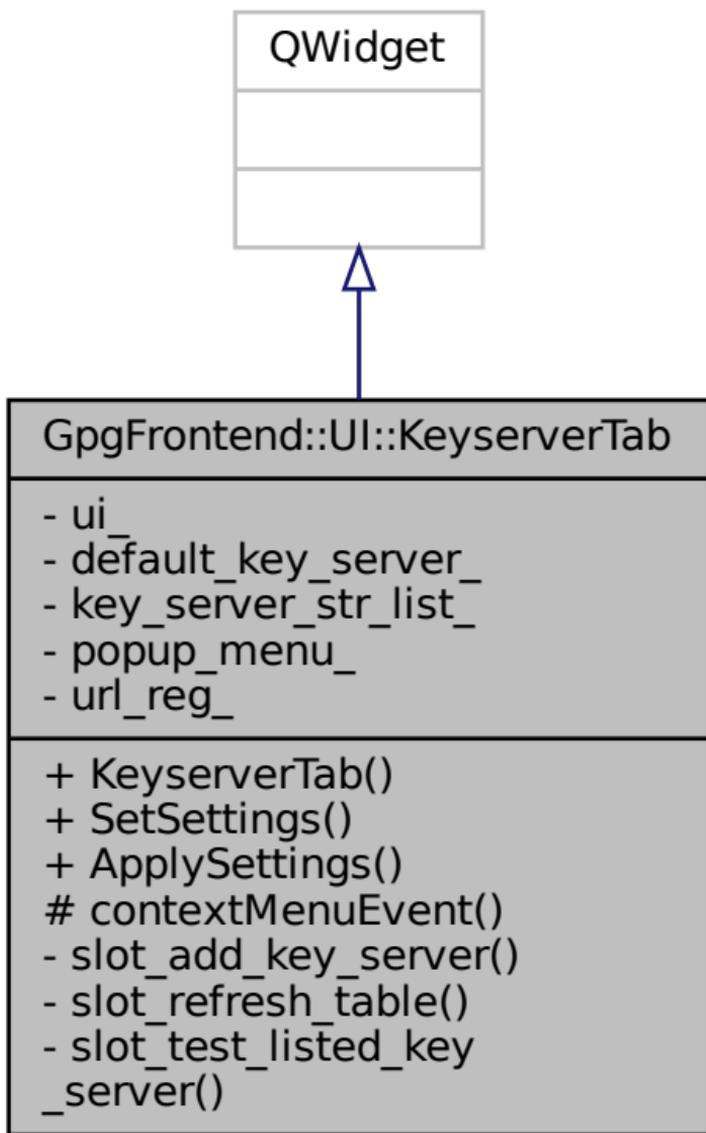 QWidget
GpgFrontend::UI::KeyserverTab
- ui_
- default_key_server_
- key_server_str_list_
- popup_menu_
- url_reg_
+ KeyserverTab()
+ SetSettings()
+ ApplySettings()
# contextMenuEvent()
- slot_add_key_server()
- slot_refresh_table()
- slot_test_listed_key
_server()